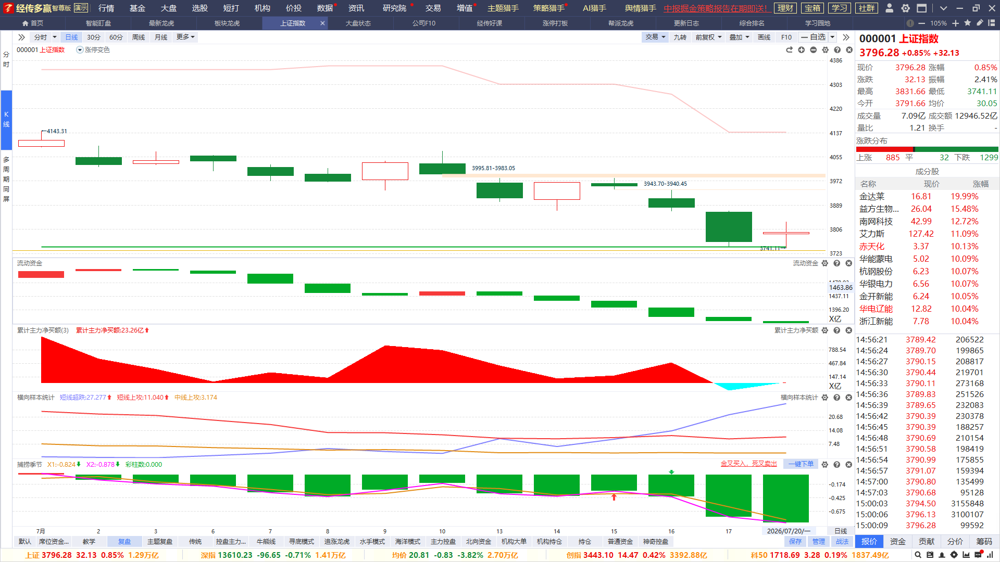 经传多赢 智尊版 演示 行情 基金 大盘 选股 短打 机构 价投 数据 资讯 研究院 交易 增值 主题猎手 策略猎手 AI猎手 舆情猎手 中报掘金策略报告在期即送! 理财 宝箱 学习 社群
首页 智能盯盘 最新龙虎 板块龙虎 上证指数 大盘状态 公司F10 经传好课 涨停打板 帮派龙虎 更新日志 综合排名 学习园地 105%
分时 日线 30分 60分 周线 月线 更多 交易 九转 前复权 叠加 画线 F10 自选
分时
K线
多周期同屏
000001 上证指数 涨停变色
4386
4303
4220
4137
4055
3972
3889
3806
3723
4143.31
3995.81-3983.05
3943.70-3940.45
3741.11
流动资金 流动资金
1463.86
1437.11
1396.20
X亿
累计主力净买额(3) 累计主力净买额:23.26亿 累计主力净买额
788.54
467.84
147.14
X亿
横向样本统计 短线超跌:27.277 短线上攻:11.040 中线上攻:3.174 横向样本统计
20.68
14.08
7.48
捕捞季节 X1:-0.824 X2:-0.878 彩柱数:0.000 金叉买入，死叉卖出 一键下单
-0.174
-0.425
-0.675
7月 2 3 6 7 8 9 10 13 14 15 16 17 2026/07/20/一 日线
默认 席位资金... 教学 复盘 主题复盘 传统 控盘主力... 牛能线 寻底模式 追涨龙虎 水手模式 海洋模式 主力控盘 北向资金 机构大单 机构持仓 持仓 普通资金 神奇控盘 保存 管理 战法
000001 上证指数
3796.28 +0.85% +32.13
现价 3796.28 涨幅 0.85%
涨跌 32.13 振幅 2.41%
最高 3831.66 最低 3741.11
今开 3791.66 均价 30.05
成交量 7.09亿 成交额 12946.52亿
量比 1.21 换手 -
涨跌分布
上涨 885 平 32 下跌 1299
成分股
名称 现价 涨幅
金达莱 16.81 19.99%
益方生物... 26.04 15.48%
南网科技 42.99 12.72%
艾力斯 127.42 11.09%
赤天化 3.37 10.13%
华能蒙电 5.02 10.09%
杭钢股份 6.23 10.07%
华银电力 6.56 10.07%
金开新能 6.24 10.05%
华电辽能 12.82 10.04%
浙江新能 7.78 10.04%
14:56:21 3789.42 206522
14:56:24 3789.70 199865
14:56:27 3790.15 208817
14:56:30 3790.44 219701
14:56:33 3790.11 273168
14:56:36 3789.83 251526
14:56:39 3789.65 232083
14:56:42 3790.39 230378
14:56:45 3790.39 188257
14:56:48 3790.69 210154
14:56:51 3790.58 198419
14:56:54 3790.99 175855
14:56:57 3791.07 159394
14:57:00 3790.80 135499
14:57:03 3790.68 95128
15:00:03 3794.50 3155848
15:00:06 3796.13 3100107
15:00:09 3796.28 99592
报价 资金 贡献 分价 筹码
上证 3796.28 32.13 0.85% 1.29万亿 深指 13610.23 -96.65 -0.71% 1.41万亿 均价 20.81 -0.83 -3.82% 2.70万亿 创指 3443.10 14.47 0.42% 3392.88亿 科50 1718.69 3.28 0.19% 1837.49亿